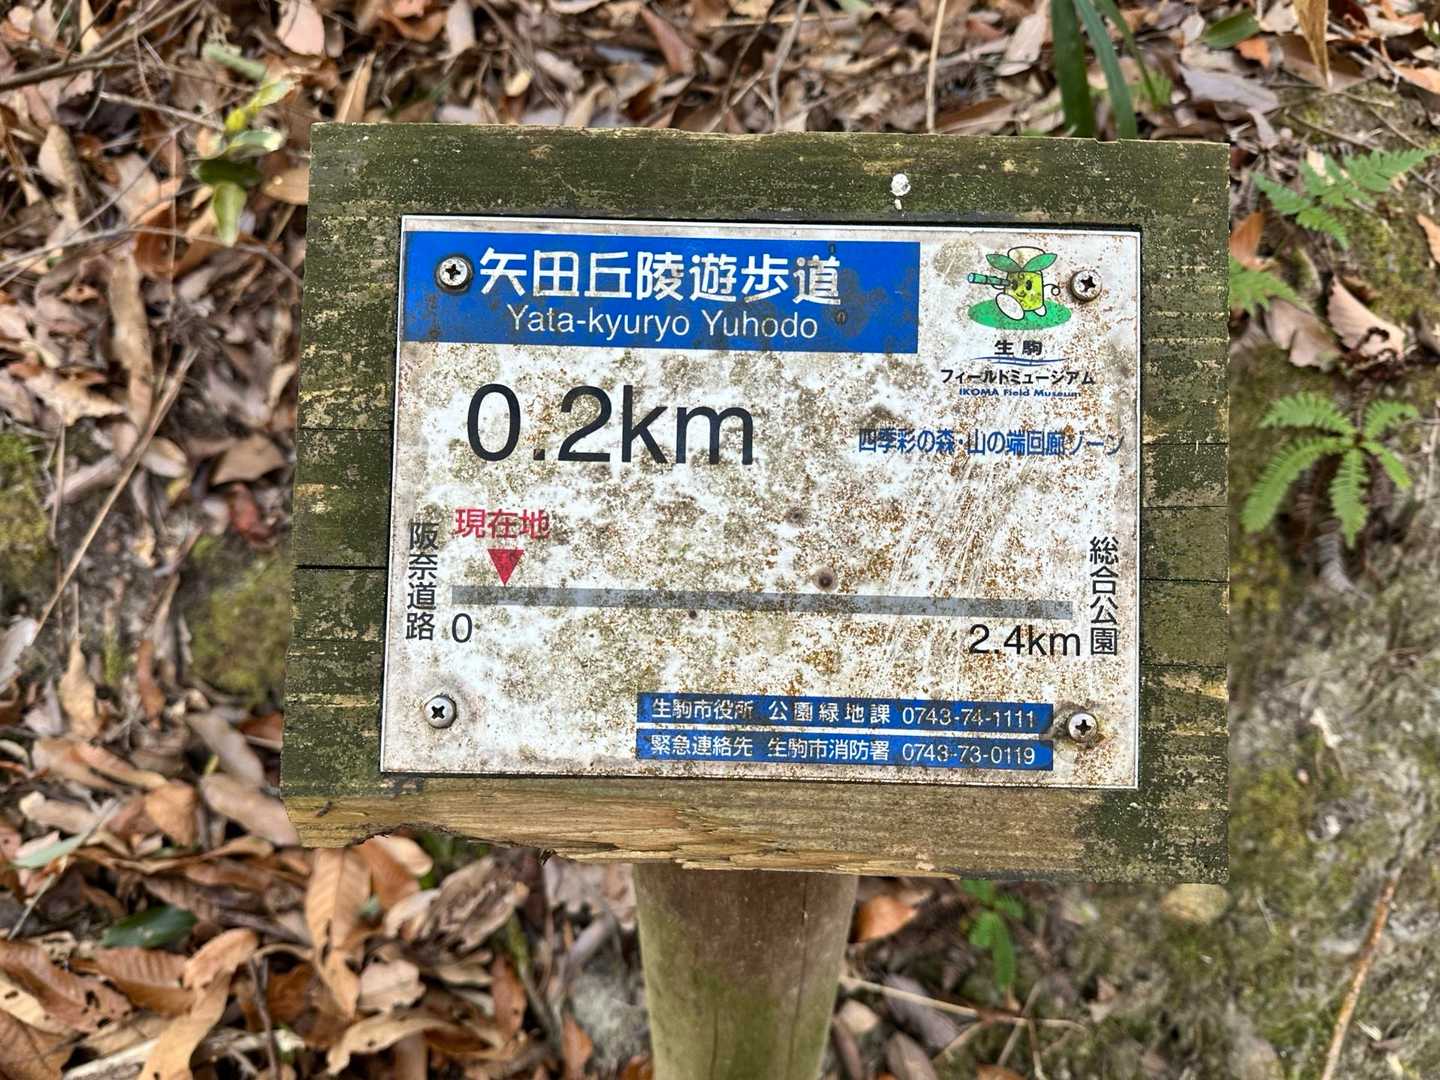 矢田丘陵遊歩道
Yata-kyuryo Yuhodo
生駒
フィールドミュージアム
IKOMA Field Museum
0.2km
四季彩の森・山の端回廊ゾーン
現在地
阪奈道路
総合公園
0
2.4km
生駒市役所 公園緑地課 0743-74-1111
緊急連絡先 生駒市消防署 0743-73-0119